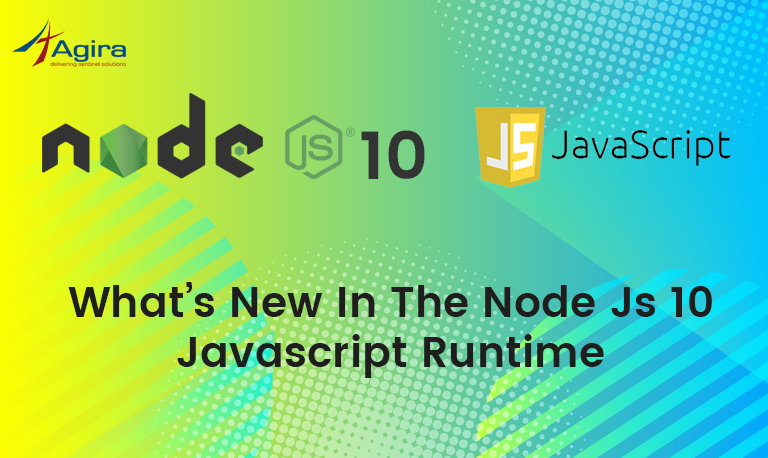 Agira
delivering sentinel solutions
node JS® 10
JS JavaScript
What's New In The Node Js 10
Javascript Runtime